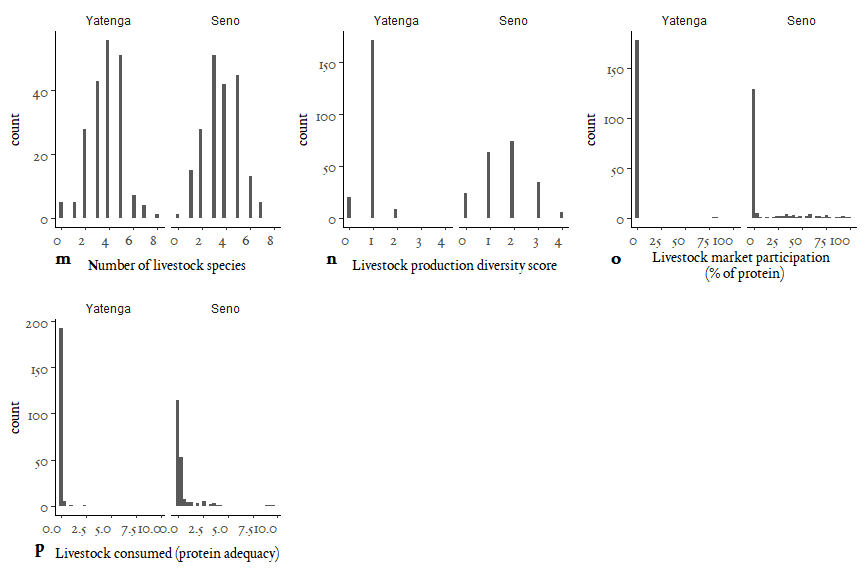 Yatenga Seno
40
20
0
count
0 2 4 6 8 0 2 4 6 8
m Number of livestock species
Yatenga Seno
150
100
50
0
count
0 1 2 3 4 0 1 2 3 4
n Livestock production diversity score
Yatenga Seno
150
100
50
0
count
0 25 50 75 100 0 25 50 75 100
o Livestock market participation
(% of protein)
Yatenga Seno
200
150
100
50
0
count
0.0 2.5 5.0 7.5 10.0 0.0 2.5 5.0 7.5 10.0
p Livestock consumed (protein adequacy)